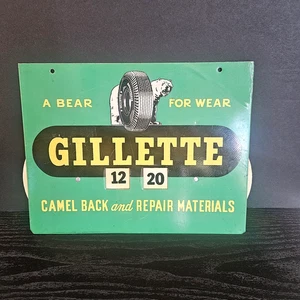 A BEAR FOR WEAR
GILLETTE
12 20
CAMEL BACK and REPAIR MATERIALS